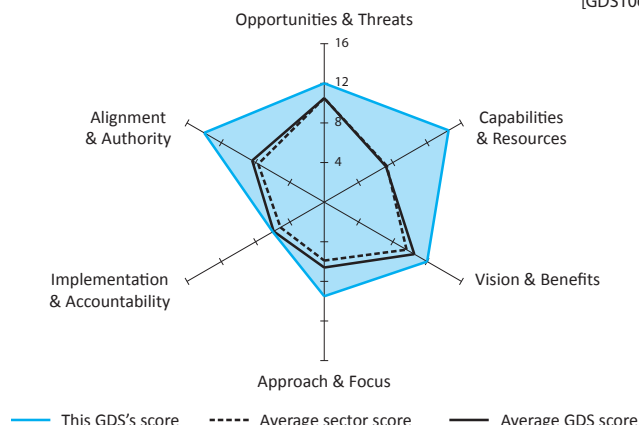 [GDS10
Opportunities & Threats
16
12
8
4
Alignment
& Authority
Capabilities
& Resources
Implementation
& Accountability
Vision & Benefits
Approach & Focus
This GDS's score
Average sector score
Average GDS score